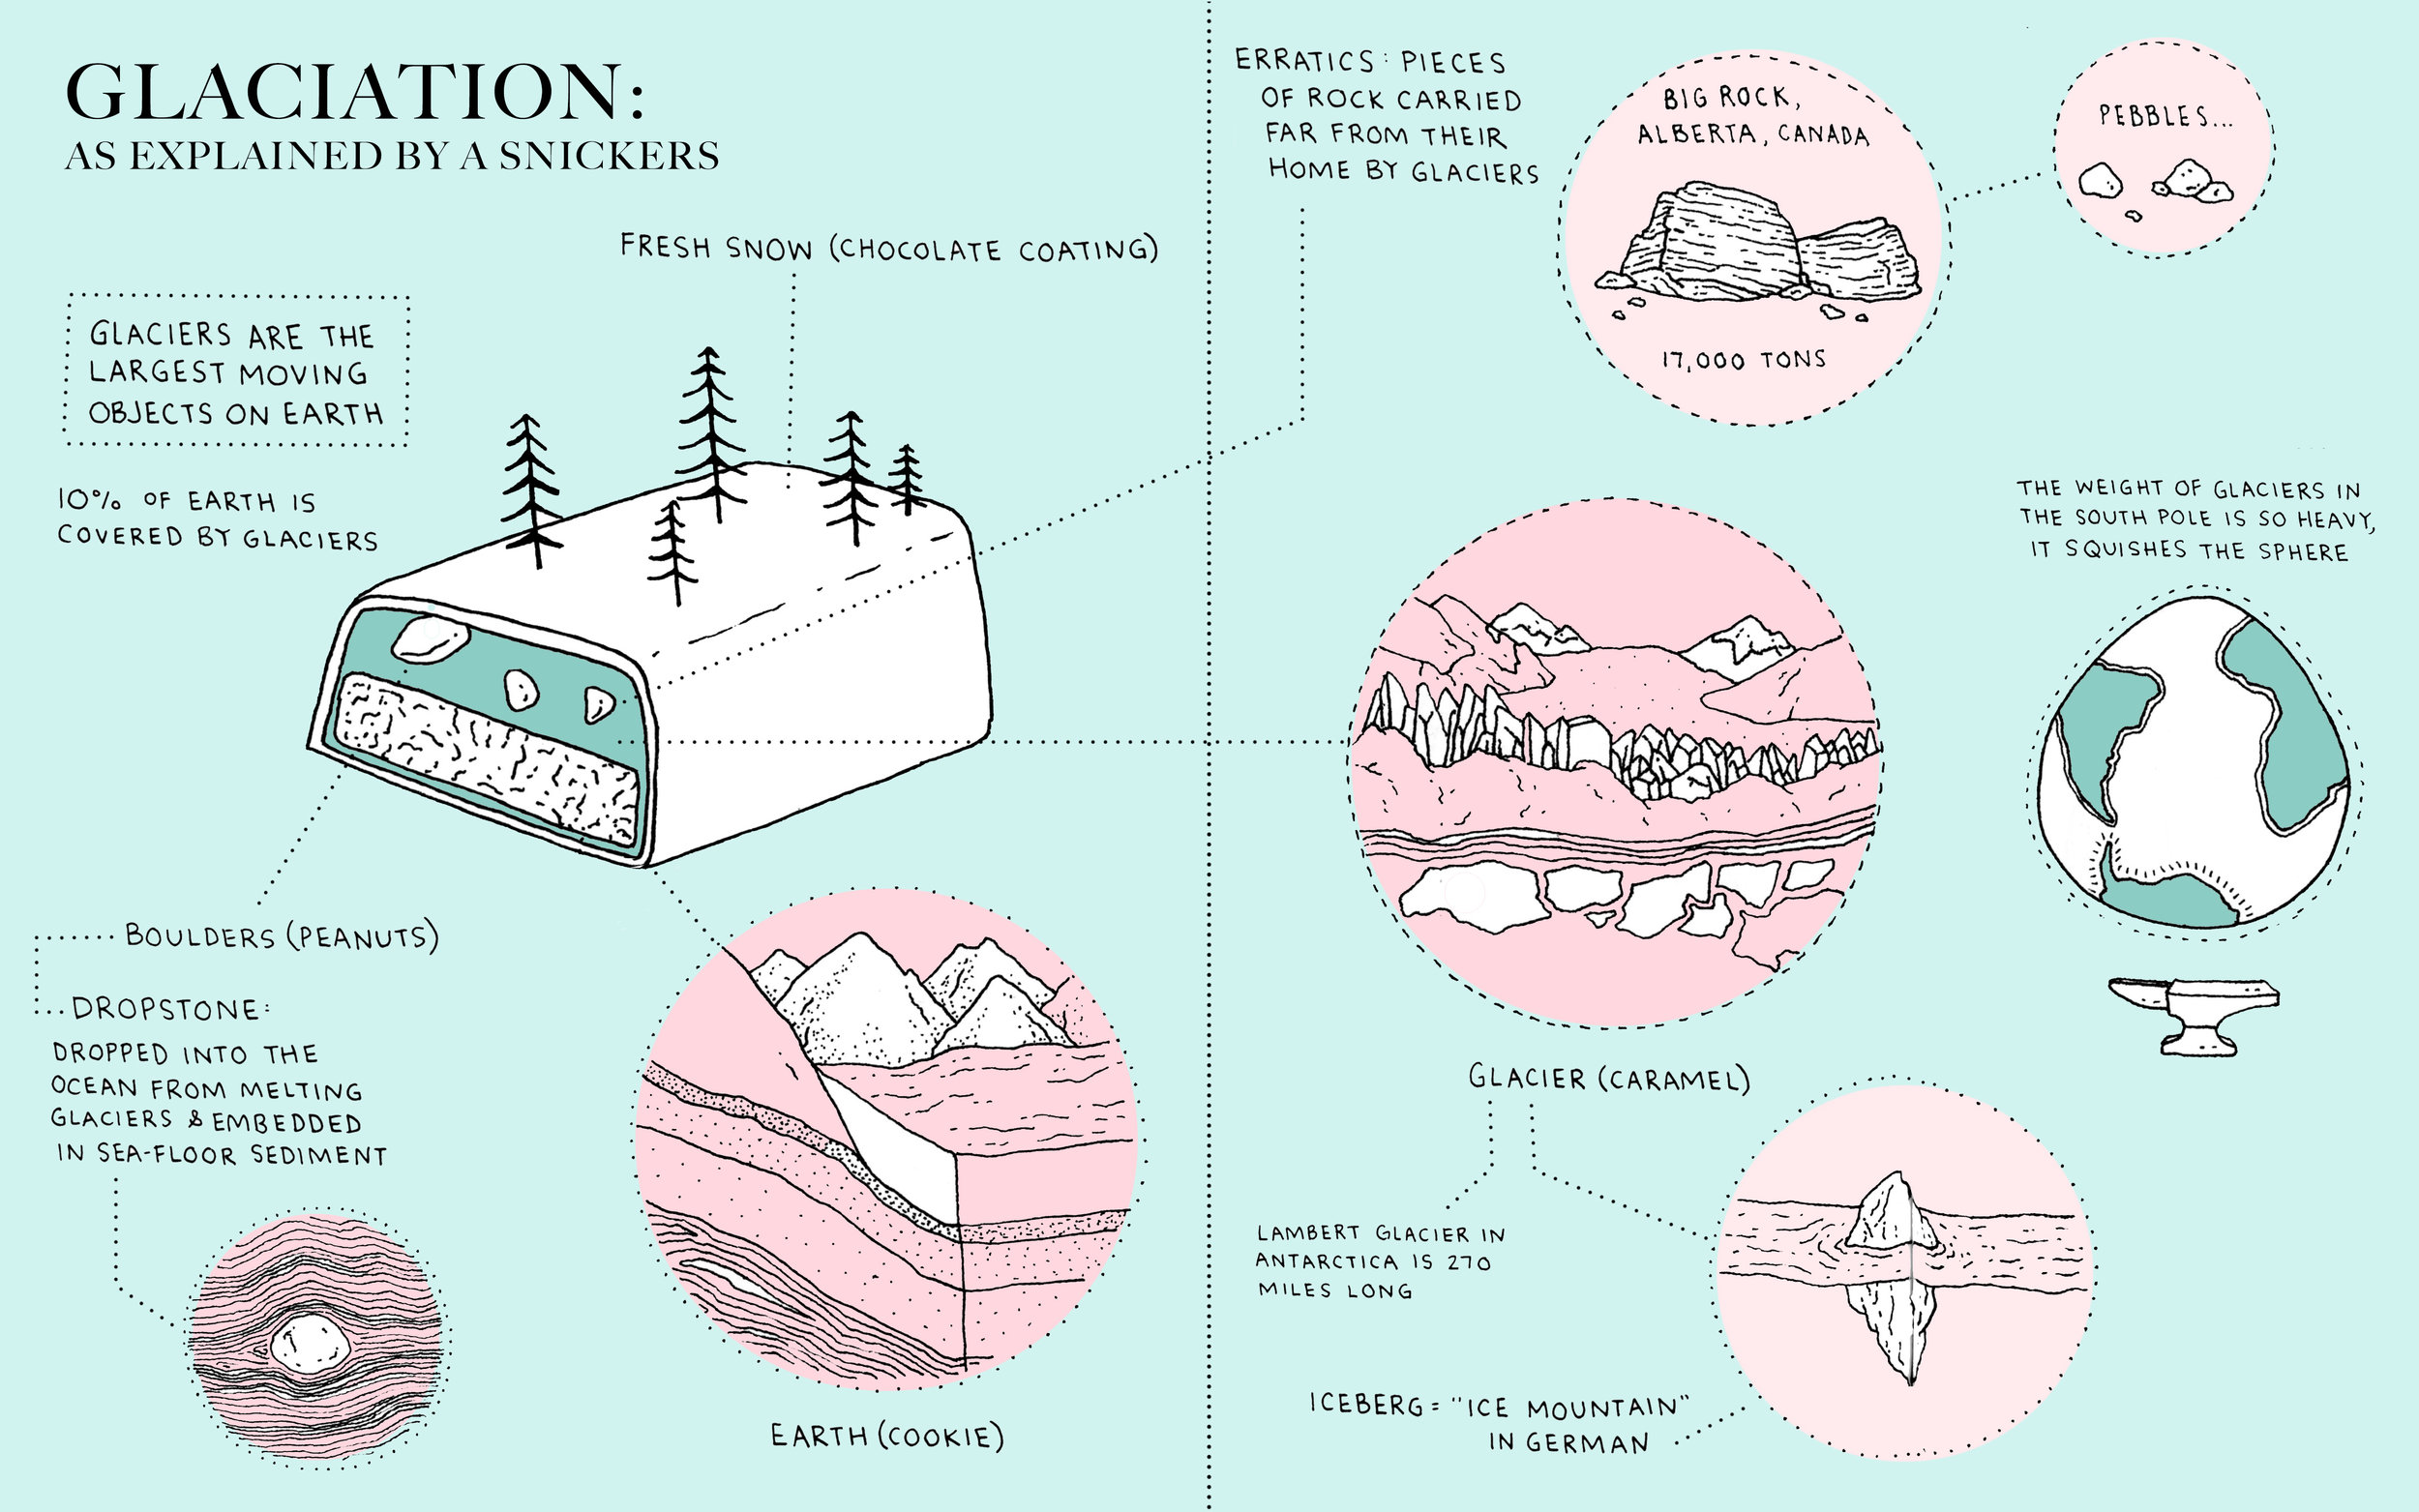 GLACIATION:
AS EXPLAINED BY A SNICKERS
FRESH SNOW (CHOCOLATE COATING)
GLACIERS ARE THE
LARGEST MOVING
OBJECTS ON EARTH
10% OF EARTH IS
COVERED BY GLACIERS
BOULDERS (PEANUTS)
DROPSTONE:
DROPPED INTO THE
OCEAN FROM MELTING
GLACIERS & EMBEDDED
IN SEA-FLOOR SEDIMENT
EARTH (COOKIE)
ERRATICS: PIECES
OF ROCK CARRIED
FAR FROM THEIR
HOME BY GLACIERS
BIG ROCK,
ALBERTA, CANADA
17,000 TONS
PEBBLES...
THE WEIGHT OF GLACIERS IN
THE SOUTH POLE IS SO HEAVY,
IT SQUISHES THE SPHERE
GLACIER (CARAMEL)
LAMBERT GLACIER IN
ANTARCTICA IS 270
MILES LONG
ICEBERG = "ICE MOUNTAIN"
IN GERMAN